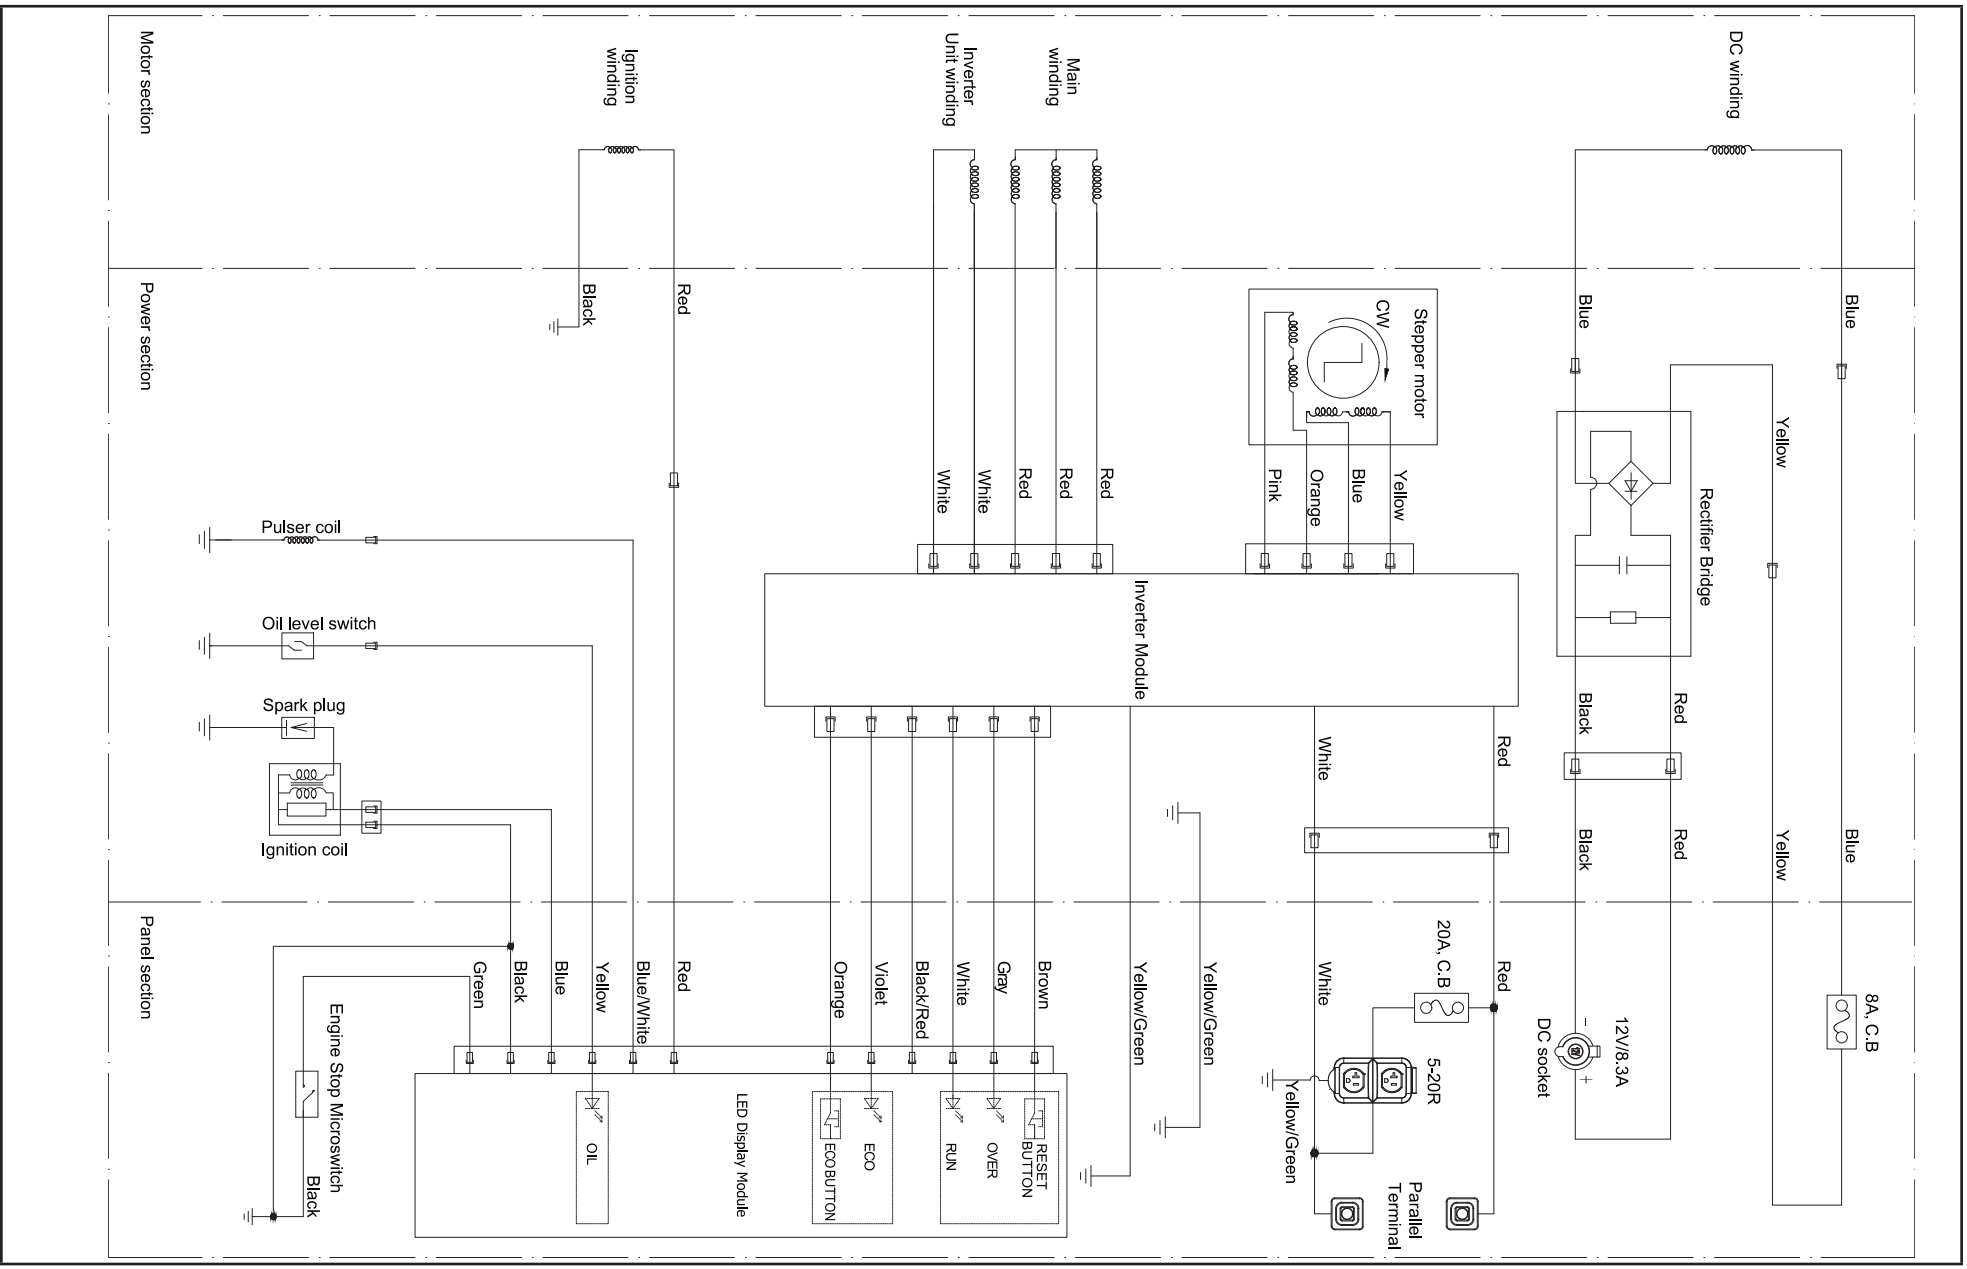 Motor section
Ignition
winding
Inverter
Unit winding
Main
winding
DC winding
Power section
Black
Red
White
White
Red
Red
Red
Stepper motor
CW
Pink
Orange
Blue
Yellow
Blue
Blue
Yellow
Rectifier Bridge
Pulser coil
Oil level switch
Spark plug
Ignition coil
Inverter Module
White
Red
Black
Red
Black
Red
Yellow
Blue
Panel section
Green
Black
Blue
Yellow
Blue/White
Red
Orange
Violet
Black/Red
White
Gray
Brown
Yellow/Green
Yellow/Green
White
Red
20A, C.B
5-20R
Yellow/Green
Parallel
Terminal
12V/8.3A
DC socket
-
+
8A, C.B
Engine Stop Microswitch
Black
LED Display Module
OIL
ECO BUTTON
ECO
RUN
OVER
RESET
BUTTON